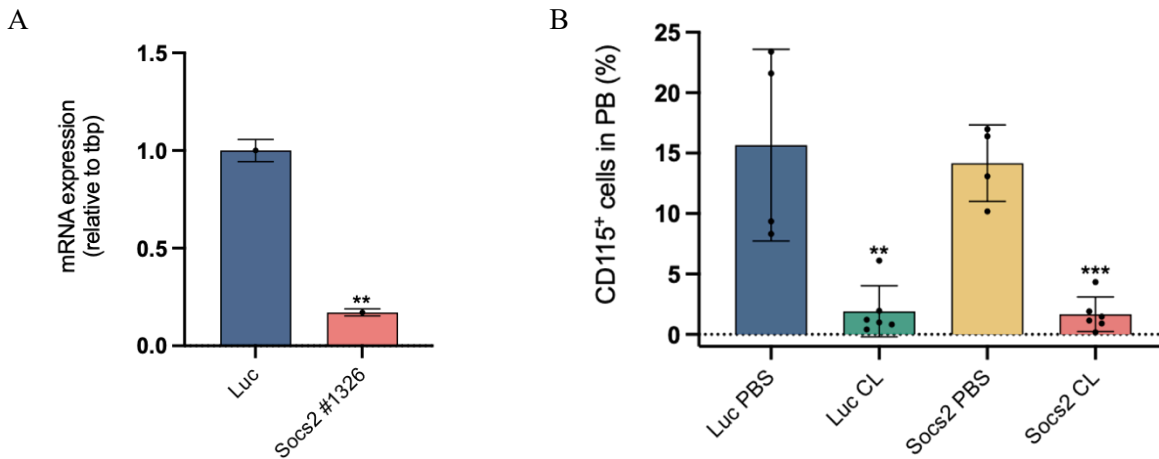 A
mRNA expression
(relative to tbp)
1.5
1.0
0.5
0.0
**
Luc
Socs2 #1326
B
CD115⁺ cells in PB (%)
25
20
15
10
5
0
**
***
Luc PBS
Luc CL
Socs2 PBS
Socs2 CL